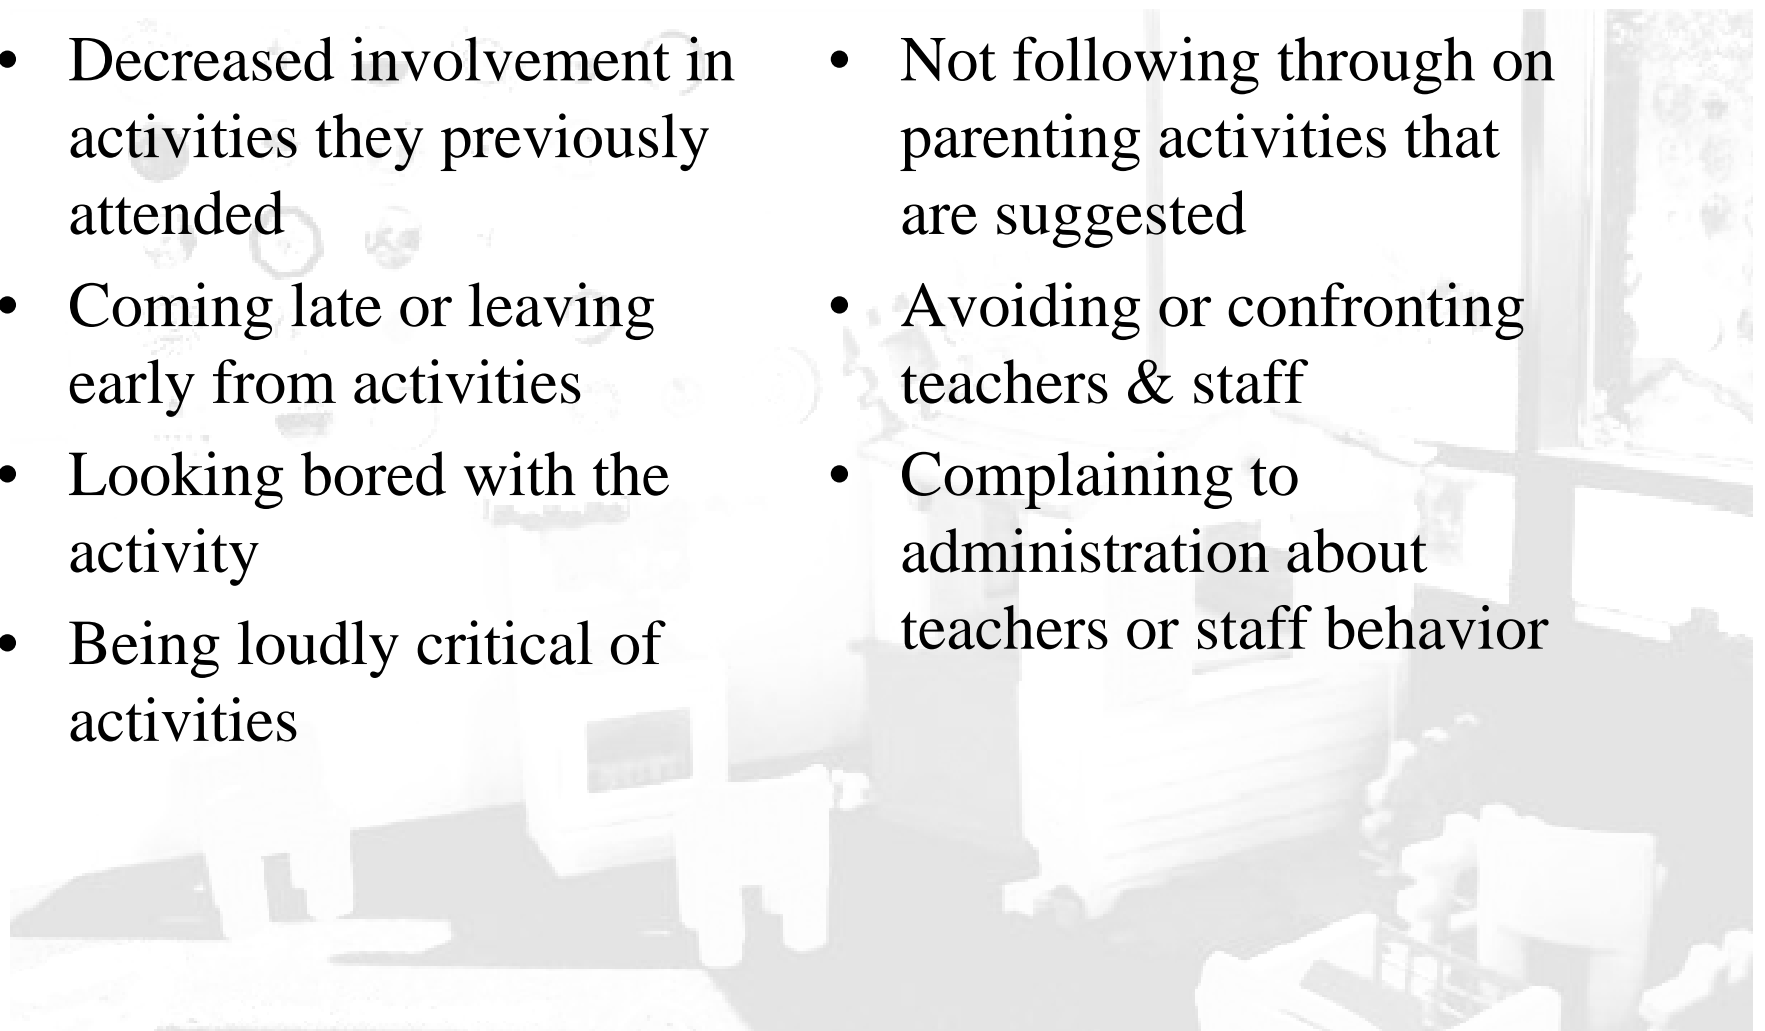 • Decreased involvement in
activities they previously
attended
• Coming late or leaving
early from activities
• Looking bored with the
activity
• Being loudly critical of
activities
• Not following through on
parenting activities that
are suggested
• Avoiding or confronting
teachers & staff
• Complaining to
administration about
teachers or staff behavior